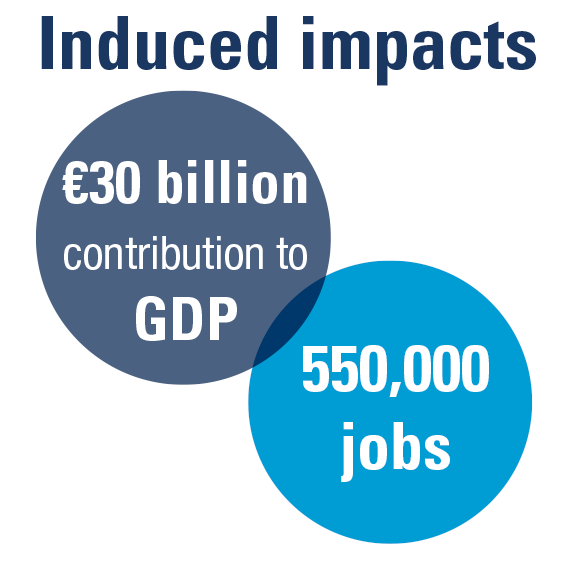 Induced impacts
€30 billion
contribution to
GDP
550,000
jobs